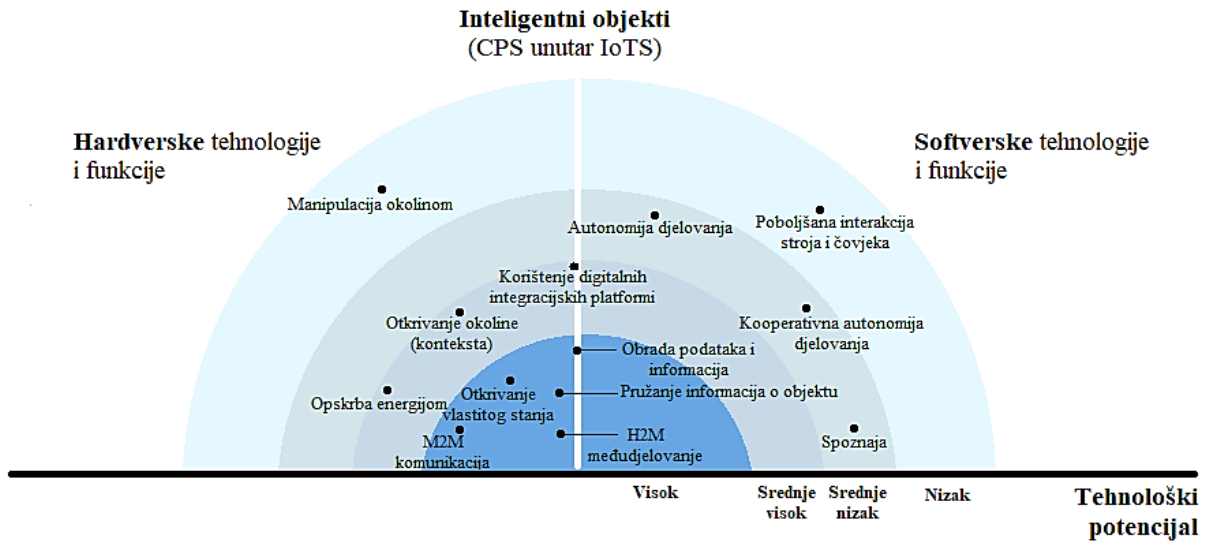 Inteligentni objekti
(CPS unutar IoTS)
Hardverske tehnologije
i funkcije
Softverske tehnologije
i funkcije
Manipulacija okolinom
Autonomija djelovanja
Poboljšana interakcija
stroja i čovjeka
Korištenje digitalnih
integracijskih platformi
Otkrivanje okoline
(konteksta)
Kooperativna autonomija
djelovanja
Obrada podataka i
informacija
Opskrba energijom
Otkrivanje
vlastitog stanja
Pružanje informacija o objektu
M2M
komunikacija
H2M
međudjelovanje
Spoznaja
Visok
Srednje
visok
Srednje
nizak
Nizak
Tehnološki
potencijal